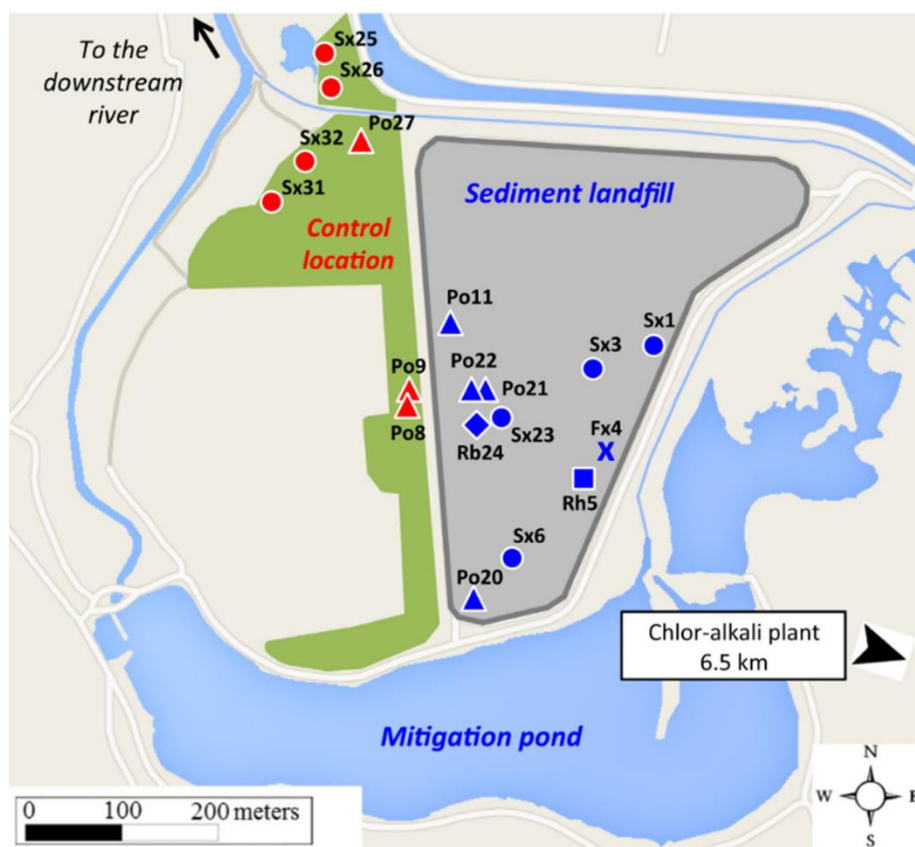 To the
downstream
river
Sx25
Sx26
Po27
Sx32
Sx31
Control
location
Sediment landfill
Po11
Sx1
Sx3
Po22
Po21
Po9
Po8
Sx23
Rb24
Fx4
Rh5
Sx6
Po20
Chlor-alkali plant
6.5 km
Mitigation pond
0 100 200 meters
N
W E
S